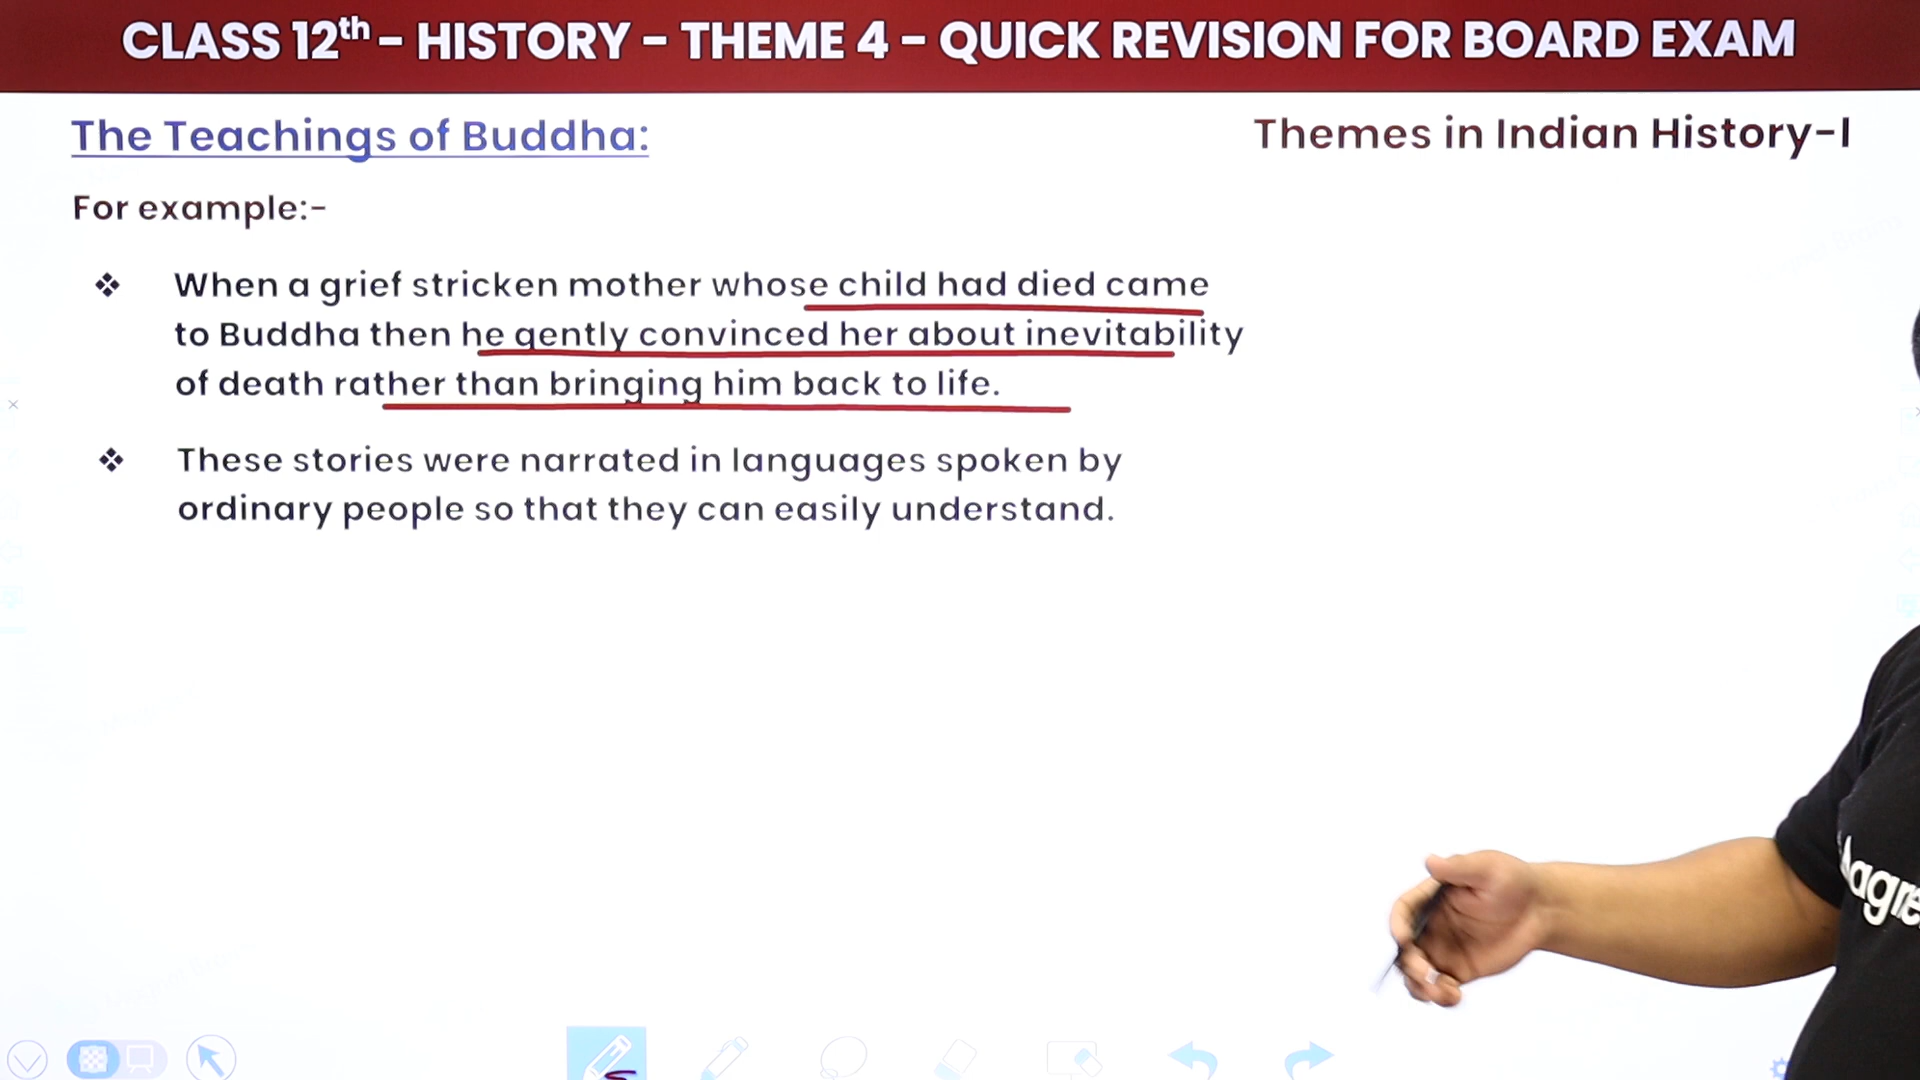 CLASS 12th - HISTORY - THEME 4 - QUICK REVISION FOR BOARD EXAM
The Teachings of Buddha:
Themes in Indian History-I
For example:-
❖ When a grief stricken mother whose child had died came
to Buddha then he gently convinced her about inevitability
of death rather than bringing him back to life.
❖ These stories were narrated in languages spoken by
ordinary people so that they can easily understand.